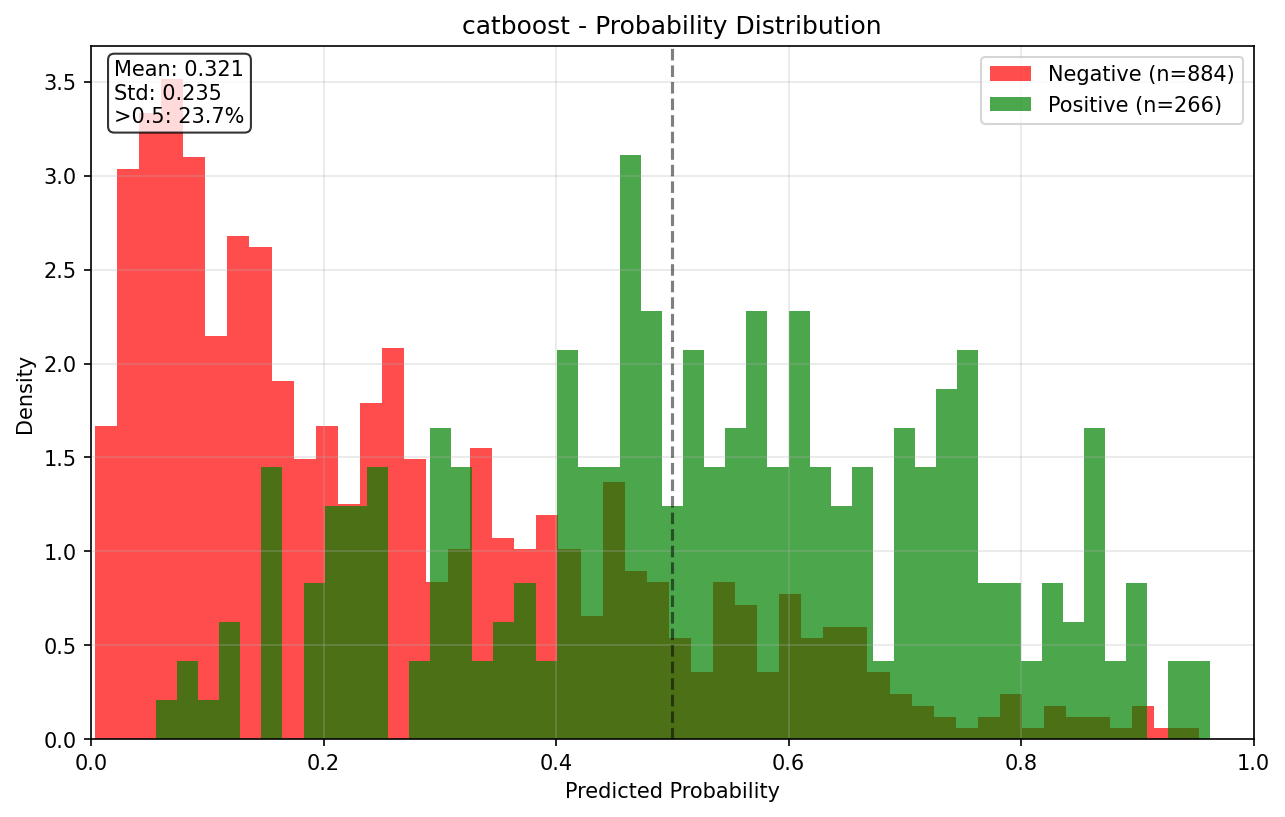 catboost - Probability Distribution
Mean: 0.321
Std: 0.235
>0.5: 23.7%
Negative (n=884)
Positive (n=266)
Density
3.5
3.0
2.5
2.0
1.5
1.0
0.5
0.0
0.0 0.2 0.4 0.6 0.8 1.0
Predicted Probability